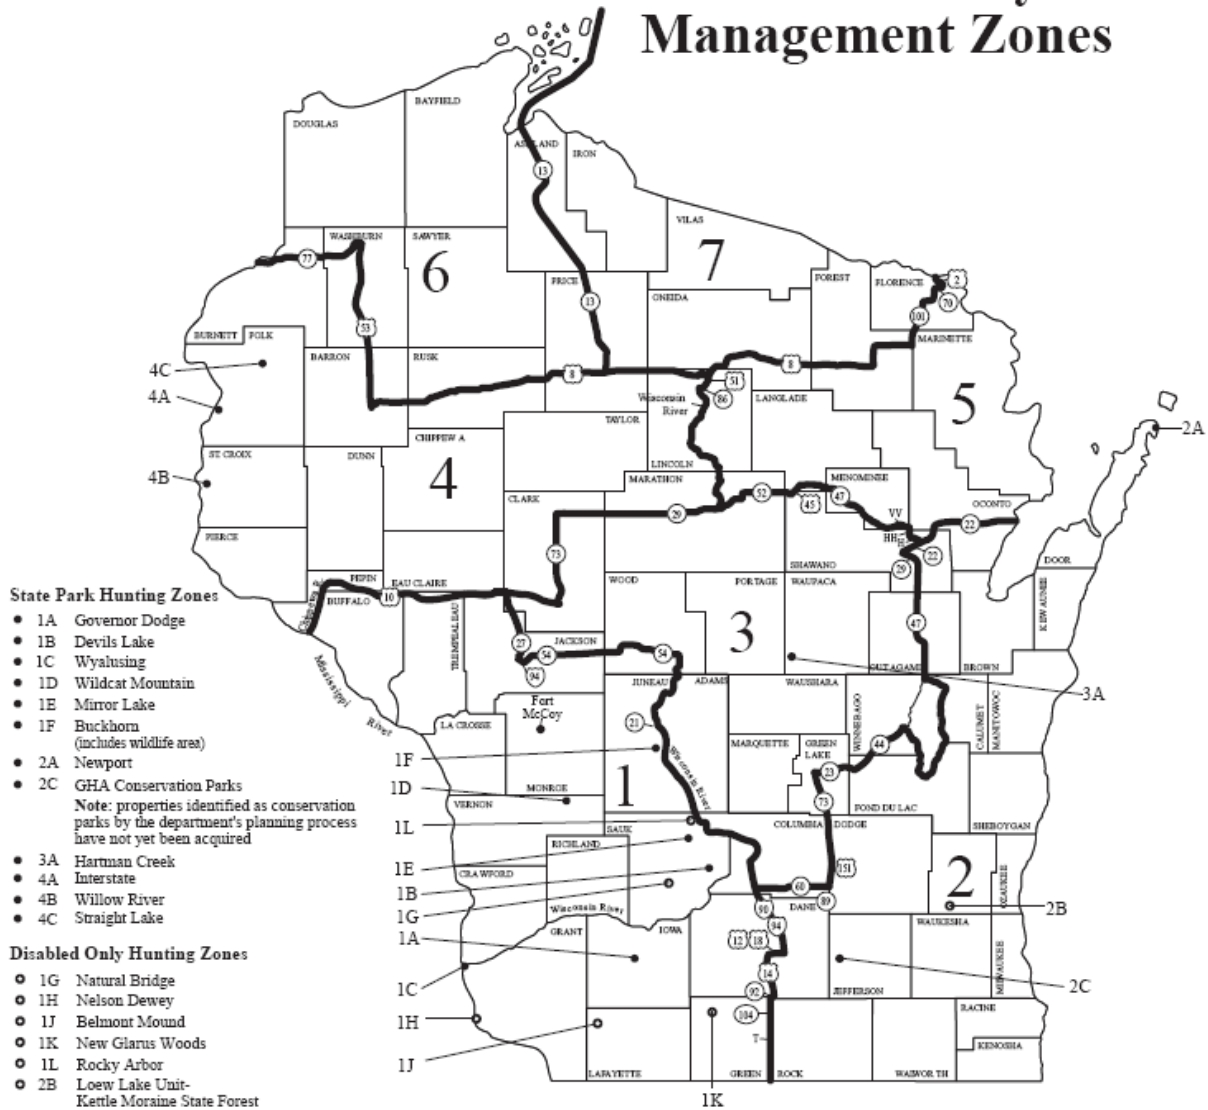 Management Zones
BAYFIELD
DOUGLAS
ASHLAND
IRON
13
VILAS
WASHBURN
SAWYER
77
6
7
PRICE
FOREST
FLORENCE
2
ONEIDA
70
13
101
53
BURNETT
POLK
MARINETTE
BARRON
RUSK
8
8
4C
51
4A
Wisconsin
River
86
LANGLADE
5
TAYLOR
2A
CHIPPEWA
ST CROIX
DUNN
LINCOLN
4B
4
MARATHON
MENOMINEE
CLARK
52
45
47
OCONTO
29
VV
HH
22
PIERCE
73
22
DOOR
29
SHAWANO
PEPIN
EAU CLAIRE
WOOD
PORTAGE
WAUPACA
KEWAUNEE
BUFFALO
10
Chippewa R.
TREMPEALEAU
47
3
27
JACKSON
54
54
OUTAGAMIE
BROWN
94
Mississippi
River
JUNEAU
ADAMS
WAUSHARA
3A
Fort
McCoy
LA CROSSE
WINNEBAGO
CALUMET
MANITOWOC
21
MARQUETTE
GREEN
LAKE
44
1F
Wisconsin River
23
1
1D
MONROE
73
FOND DU LAC
VERNON
1L
SAUK
COLUMBIA
DODGE
SHEBOYGAN
RICHLAND
1E
CRAWFORD
151
2
OZAUKEE
1B
60
1G
Wisconsin River
90
DANE
89
2B
94
WAUKESHA
1A
GRANT
IOWA
12
18
MILWAUKEE
14
1C
92
JEFFERSON
2C
1H
104
RACINE
T
KENOSHA
1J
LAFAYETTE
GREEN
ROCK
WALWORTH
1K
State Park Hunting Zones
1A Governor Dodge
1B Devils Lake
1C Wyalusing
1D Wildcat Mountain
1E Mirror Lake
1F Buckhorn
(includes wildlife area)
2A Newport
2C GHA Conservation Parks
Note: properties identified as conservation
parks by the department's planning process
have not yet been acquired
3A Hartman Creek
4A Interstate
4B Willow River
4C Straight Lake
Disabled Only Hunting Zones
1G Natural Bridge
1H Nelson Dewey
1J Belmont Mound
1K New Glarus Woods
1L Rocky Arbor
2B Loew Lake Unit-
Kettle Moraine State Forest